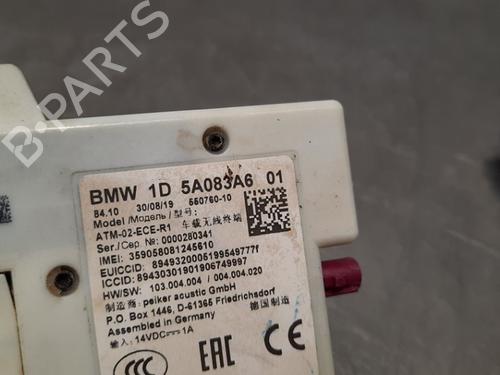 B-PARTS
BMW 1D 5A083A6 01
84.10 30/08/19 550760-10
Model /Модель / 型号:
ATM-02-ECE-R1 车载无线终端
Ser./Сер. №: 0000280341
IMEI: 359058081245610
EUICCID: 89493200051995497 77f
ICCID: 89430301901906749997
HW/SW: 103.004.004 / 004.004.020
制造商: peiker acustic GmbH
P.O. Box 1446, D-61365 Friedrichsdorf
Assembled in Germany 德国制造
输入: 14VDC 1A
CCC EAC